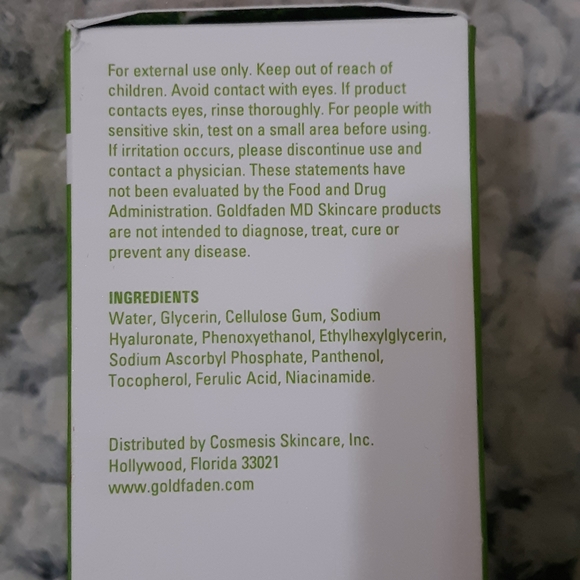 For external use only. Keep out of reach of
children. Avoid contact with eyes. If product
contacts eyes, rinse thoroughly. For people with
sensitive skin, test on a small area before using.
If irritation occurs, please discontinue use and
contact a physician. These statements have
not been evaluated by the Food and Drug
Administration. Goldfaden MD Skincare products
are not intended to diagnose, treat, cure or
prevent any disease.
INGREDIENTS
Water, Glycerin, Cellulose Gum, Sodium
Hyaluronate, Phenoxyethanol, Ethylhexylglycerin,
Sodium Ascorbyl Phosphate, Panthenol,
Tocopherol, Ferulic Acid, Niacinamide.
Distributed by Cosmesis Skincare, Inc.
Hollywood, Florida 33021
www.goldfaden.com